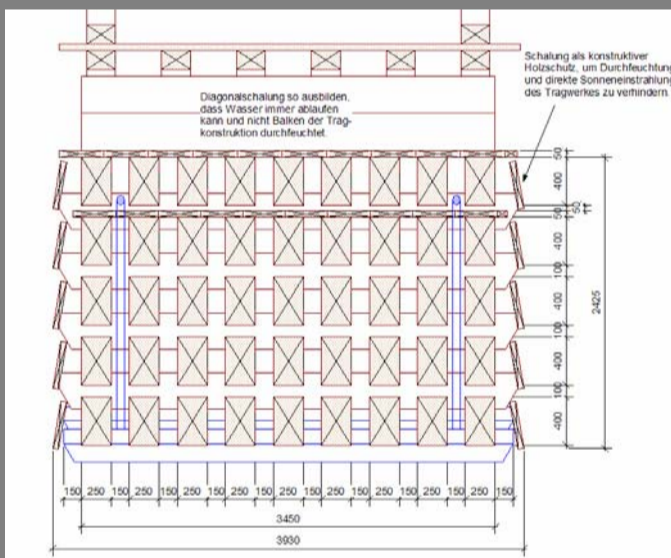 Schalung als konstruktiver
Holzschutz, um Durchfeuchtung
und direkte Sonneneinstrahlung
des Tragwerkes zu verhindern.
Diagonalschalung so ausbilden,
dass Wasser immer ablaufen
kann und nicht Balken der Trag-
konstruktion durchfeuchtet.
50
400
50
50
11
400
100
400
100
400
100
400
2425
150 250 150 250 150 250 150 250 150 250 150 250 150 250 150 250 150
3450
3930